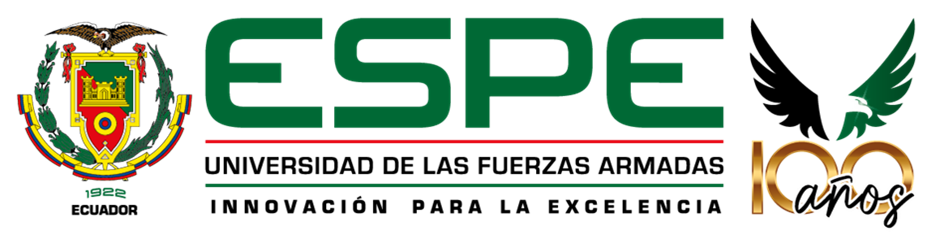 1922
ECUADOR
ESPE
UNIVERSIDAD DE LAS FUERZAS ARMADAS
INNOVACIÓN PARA LA EXCELENCIA
100
años